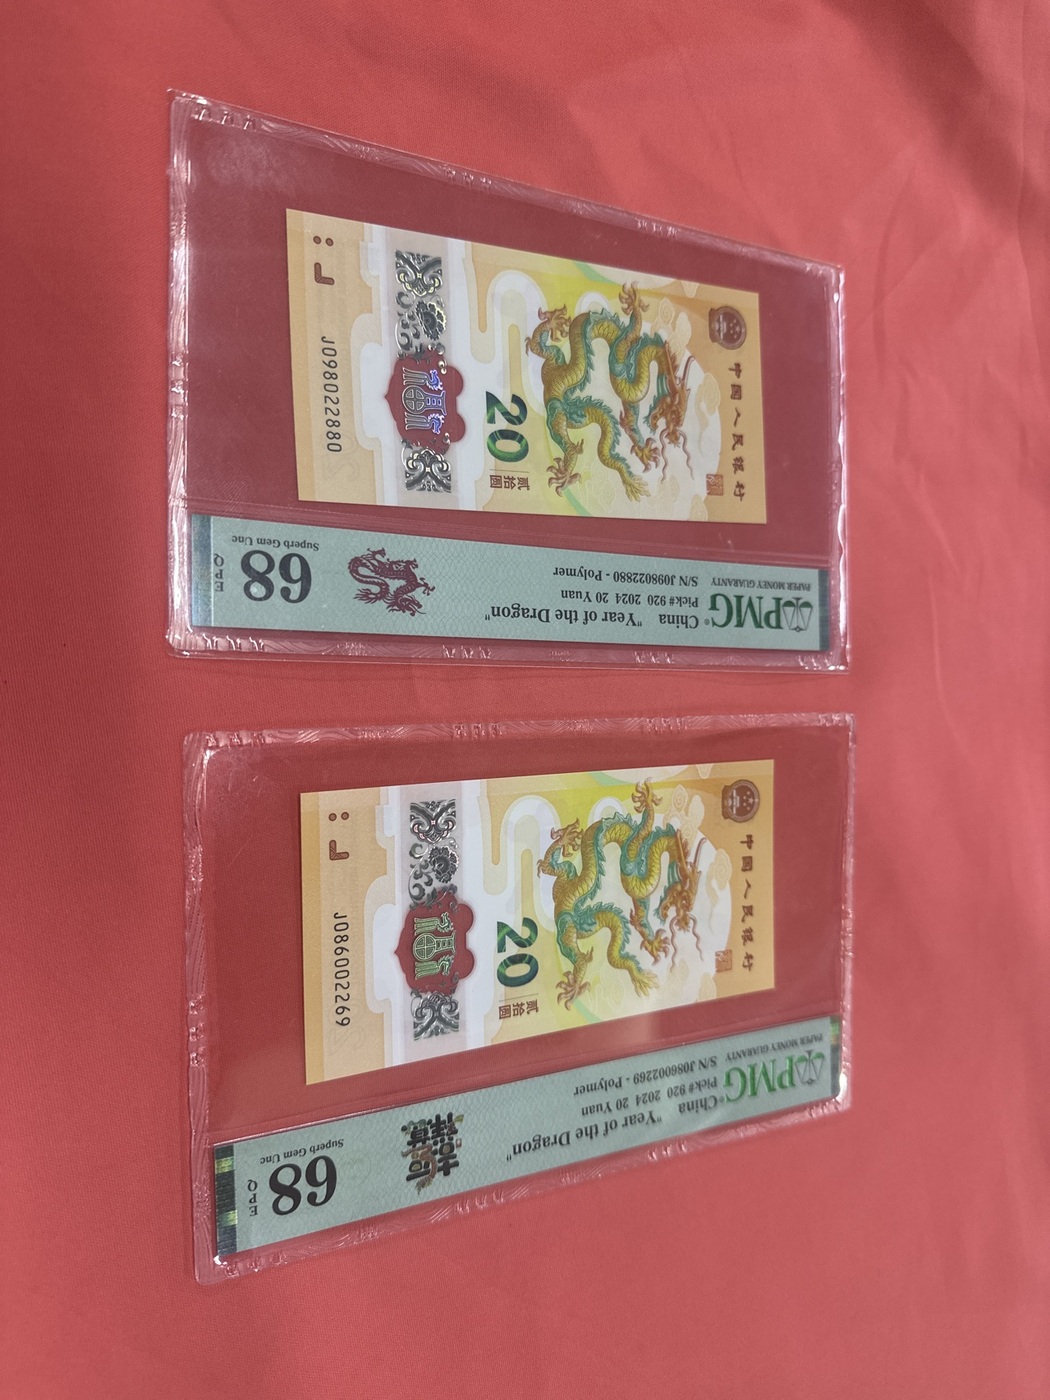 中国人民银行
20
贰拾圆
J098022880
PMG
PAPER MONEY GUARANTY
China "Year of the Dragon"
Pick# 920 2024 20 Yuan
S/N J098022880 - Polymer
68
Superb Gem Unc
EPQ
中国人民银行
20
贰拾圆
J086002269
PMG
PAPER MONEY GUARANTY
China "Year of the Dragon"
Pick# 920 2024 20 Yuan
S/N J086002269 - Polymer
68
Superb Gem Unc
EPQ